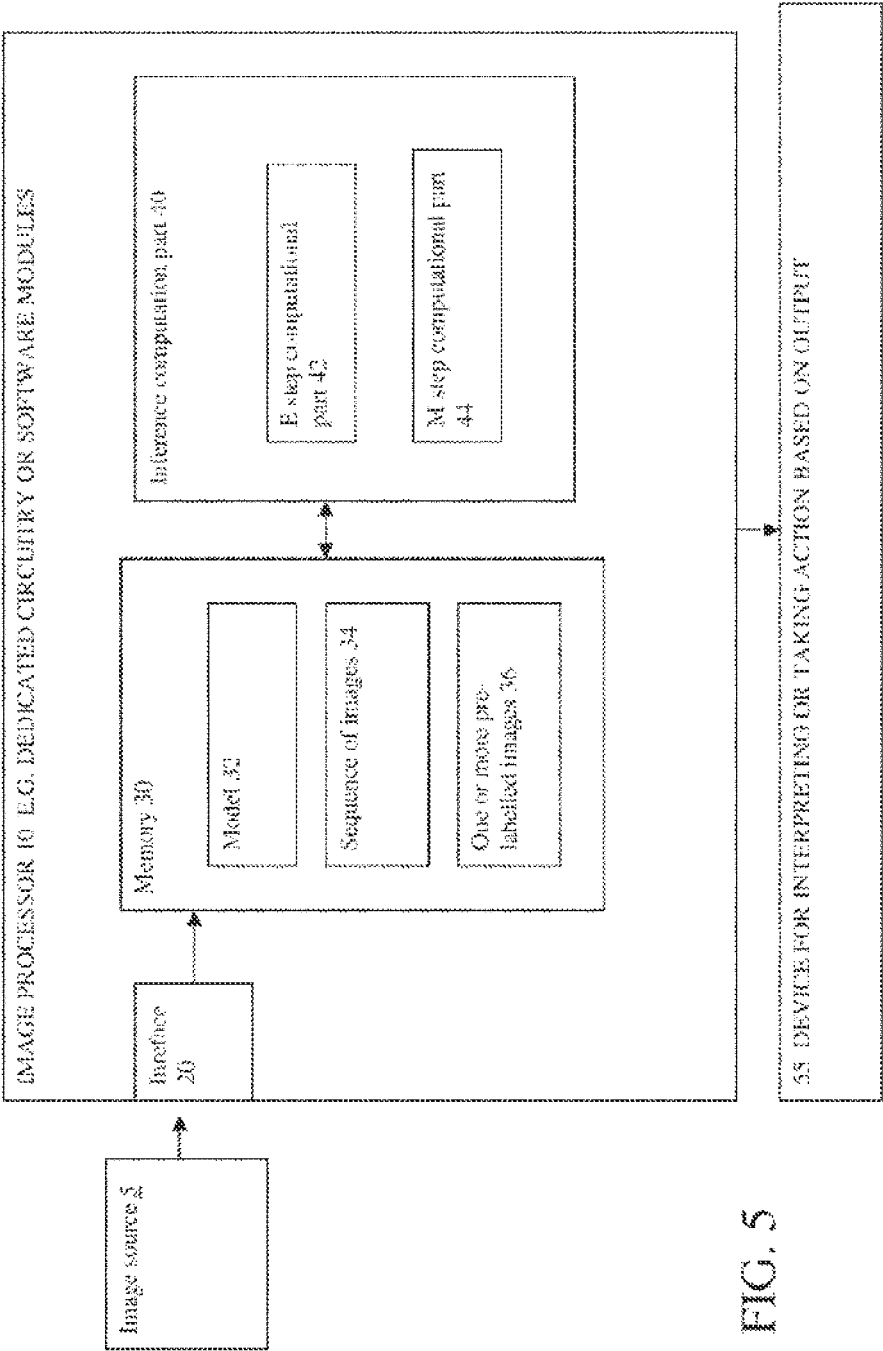 IMAGE PROCESSOR 10 E.G. DEDICATED CIRCUITRY OR SOFTWARE MODULES
Image source 5
Inreface
20
Memory 30
Model 32
Sequence of images 34
One or more pre-
labelled images 36
Inference computation part 40
E step computational
part 42
M step computational part
44
55 DEVICE FOR INTERPRETING OR TAKING ACTION BASED ON OUTPUT
FIG. 5